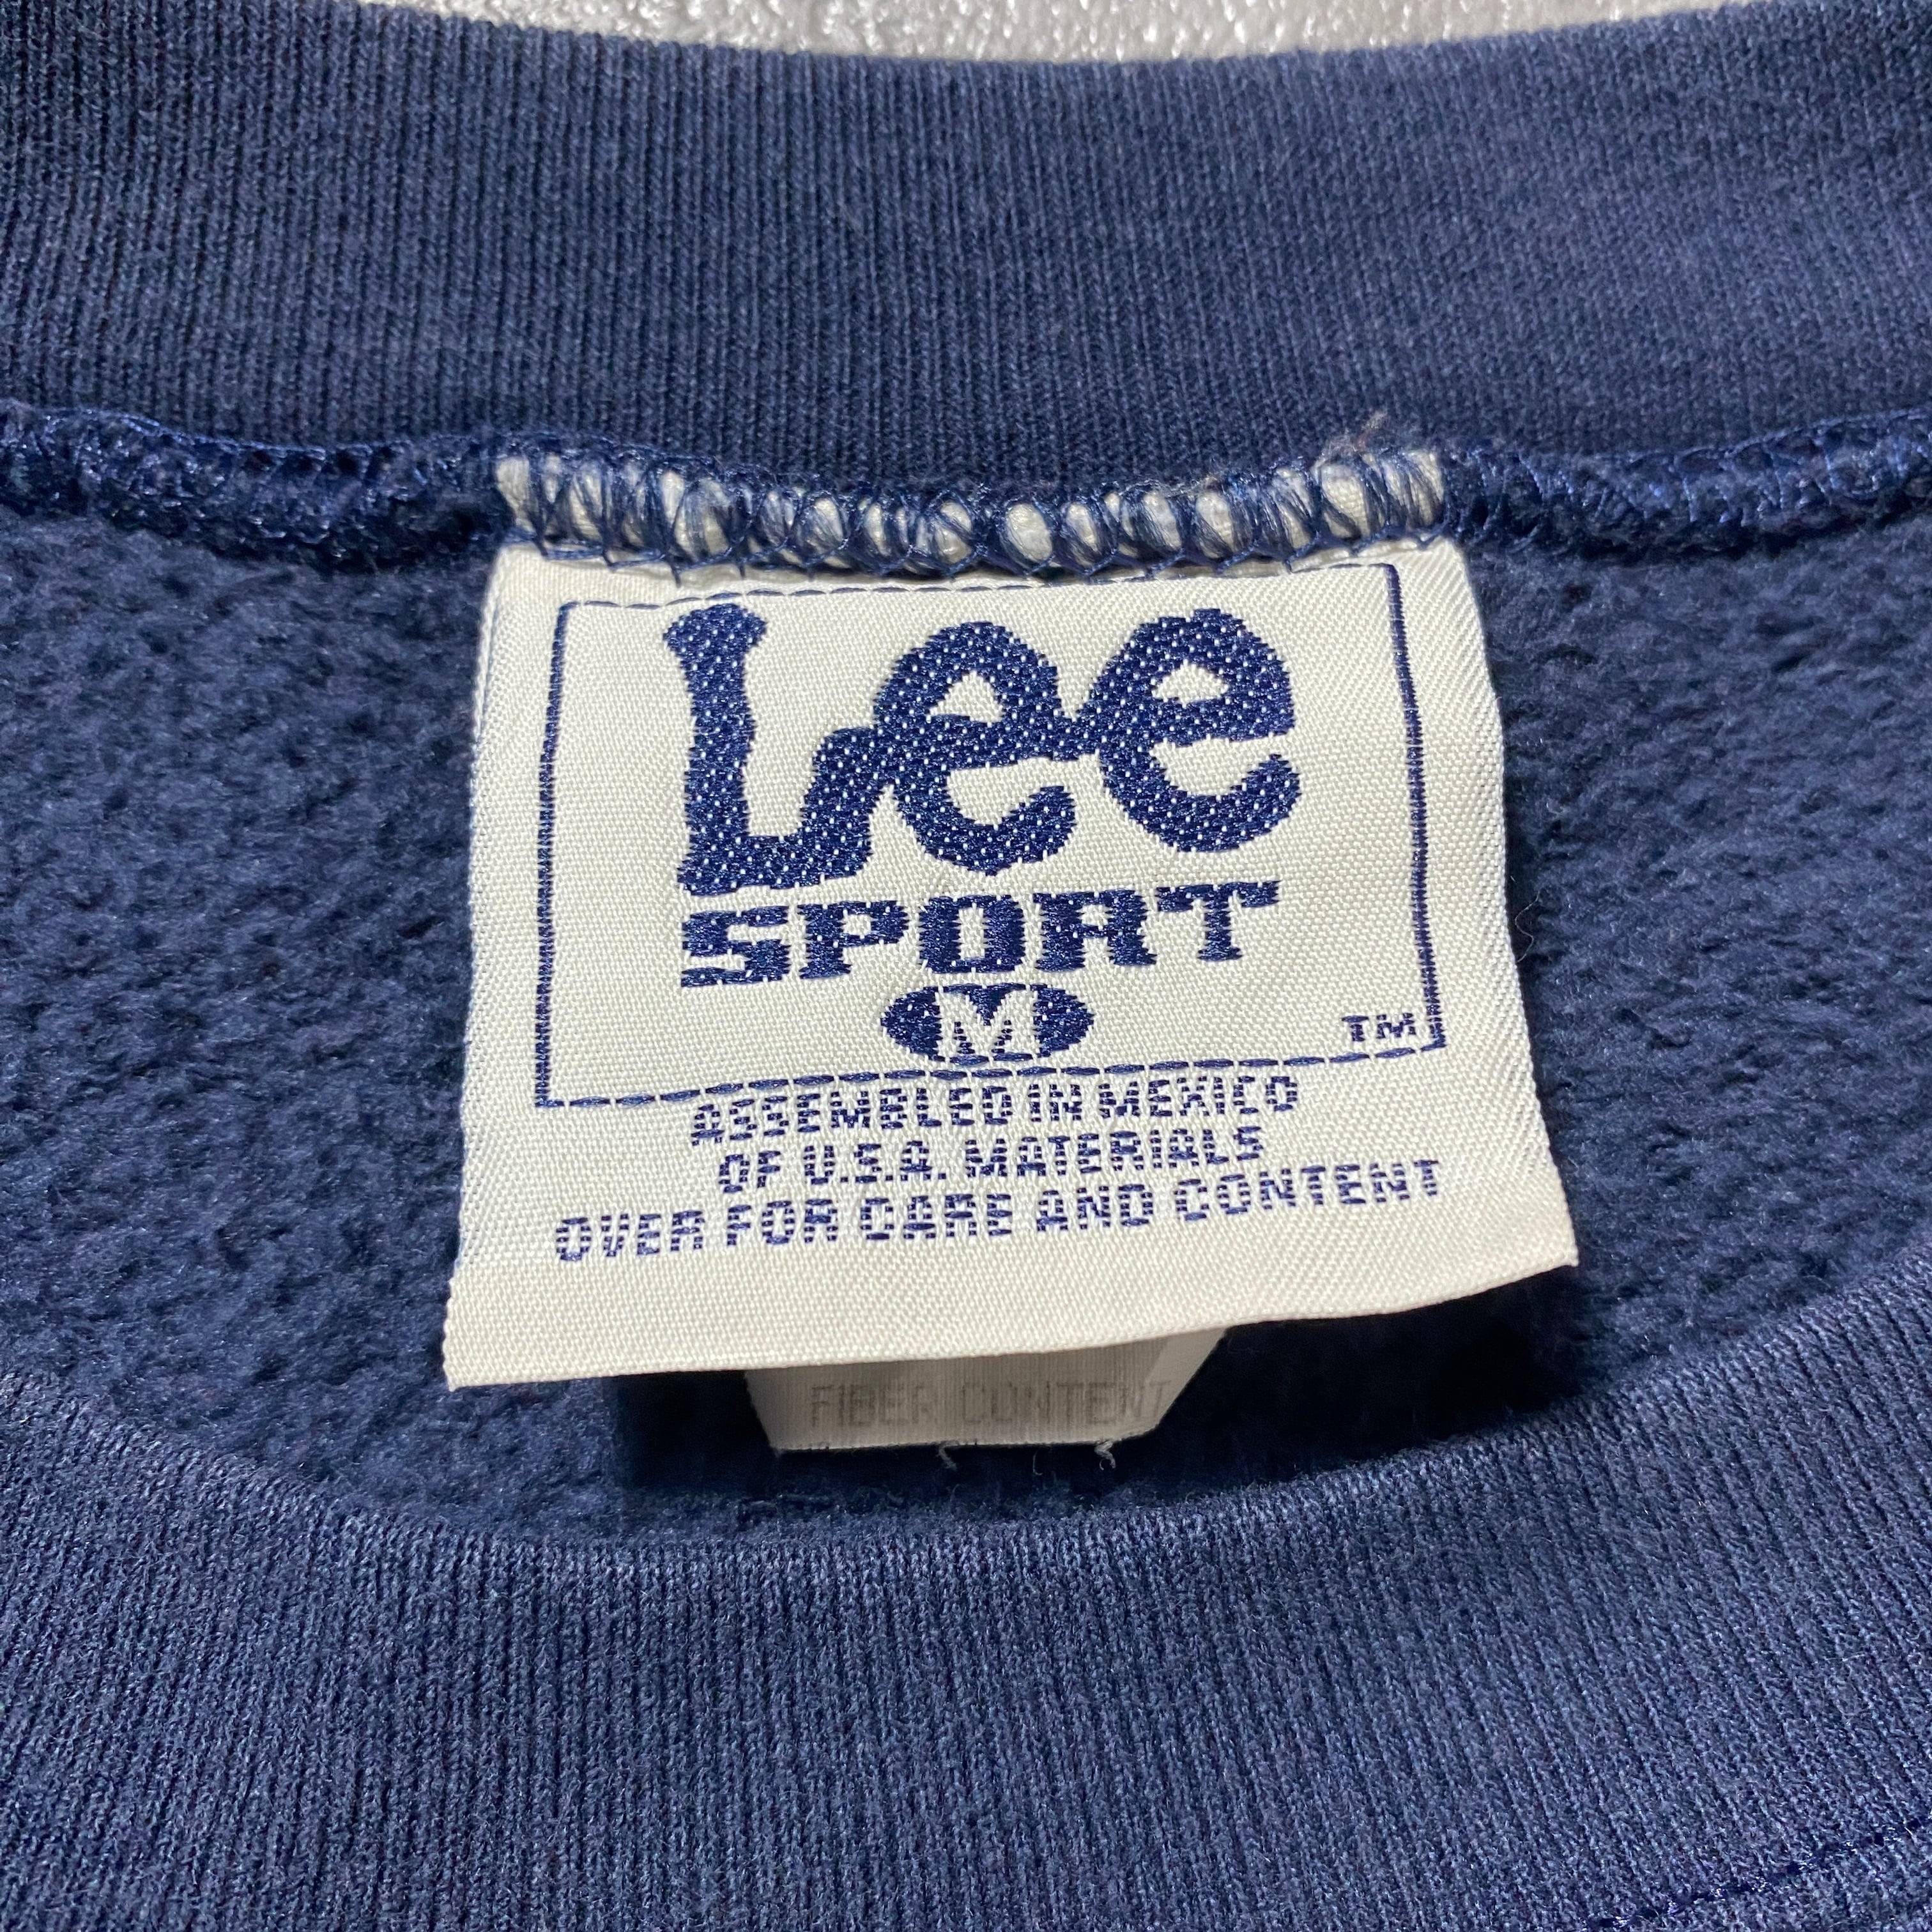 Lee
SPORT
M
TM
ASSEMBLED IN MEXICO
OF U.S.A. MATERIALS
OVER FOR CARE AND CONTENT
FIBER CONTENT